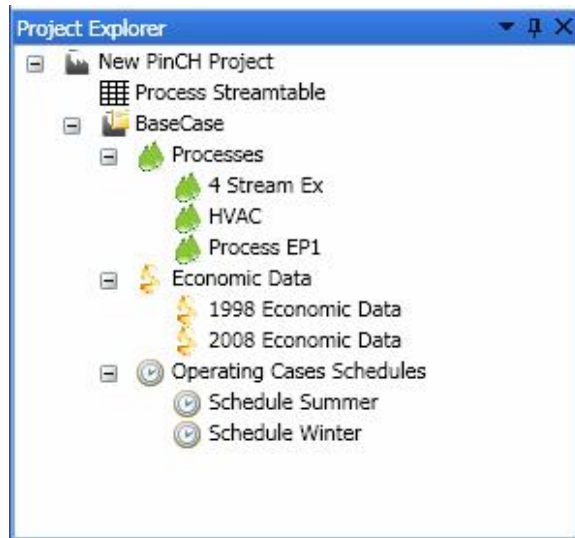 Project Explorer
New PinCH Project
Process Streamtable
BaseCase
Processes
4 Stream Ex
HVAC
Process EP1
Economic Data
1998 Economic Data
2008 Economic Data
Operating Cases Schedules
Schedule Summer
Schedule Winter